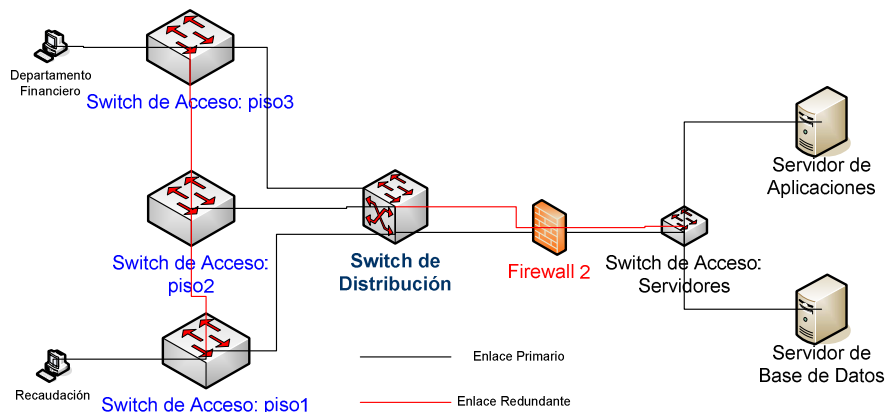 Departamento
Financiero
Switch de Acceso: piso3
Servidor de
Aplicaciones
Switch de Acceso:
piso2
Switch de
Distribución
Firewall 2
Switch de Acceso:
Servidores
Servidor de
Base de Datos
Enlace Primario
Recaudación
Switch de Acceso: piso1
Enlace Redundante